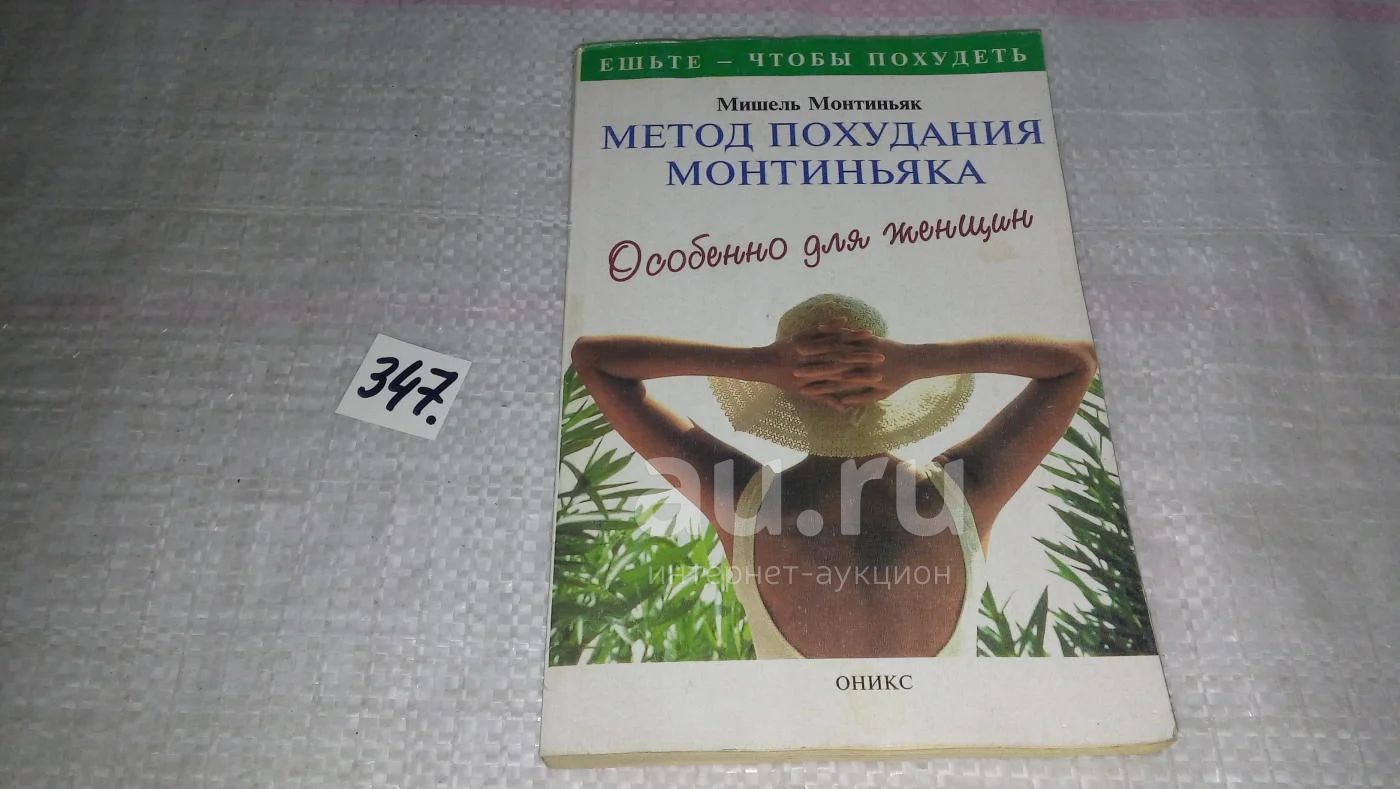 ЕШЬТЕ – ЧТОБЫ ПОХУДЕТЬ
Мишель Монтиньяк
МЕТОД ПОХУДАНИЯ
МОНТИНЬЯКА
Особенно для женщин
347.
au.ru
интернет-аукцион
ОНИКС